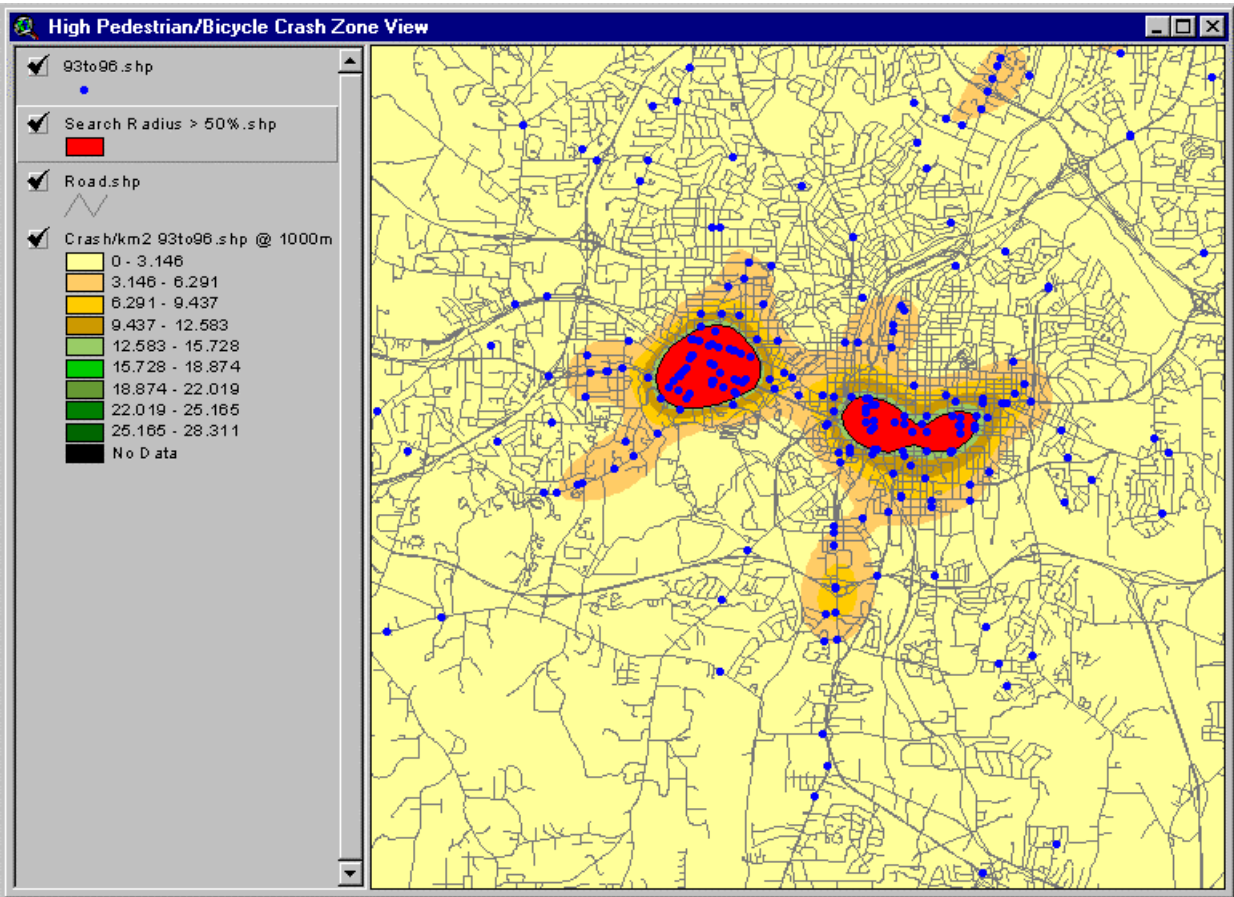 High Pedestrian/Bicycle Crash Zone View
93to96.shp
Search Radius > 50%.shp
Road.shp
Crash/km2 93to96.shp @ 1000m
0 - 3.146
3.146 - 6.291
6.291 - 9.437
9.437 - 12.583
12.583 - 15.728
15.728 - 18.874
18.874 - 22.019
22.019 - 25.165
25.165 - 28.311
No Data